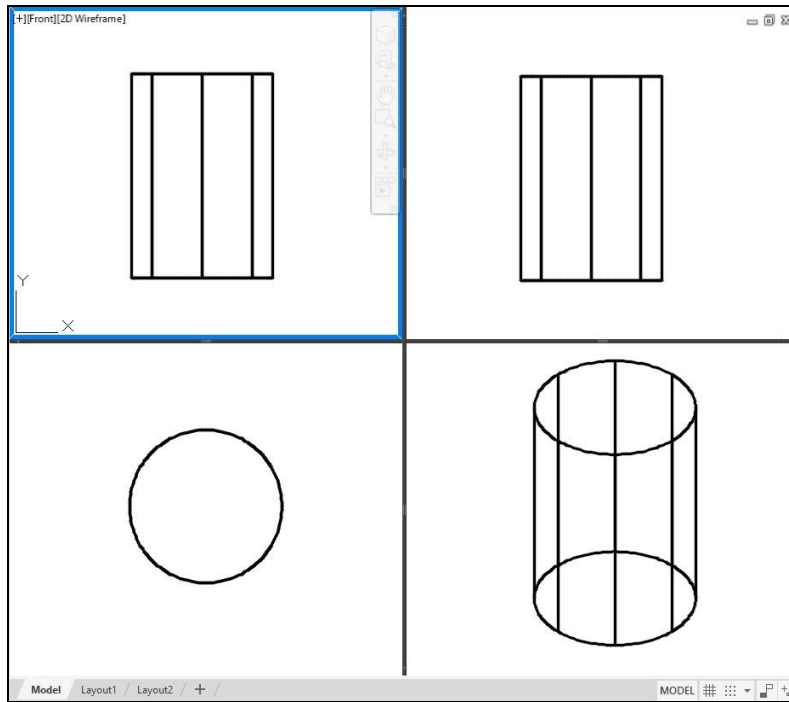 [+][Front][2D Wireframe]
Y
X
Model / Layout1 / Layout2 / + /
MODEL